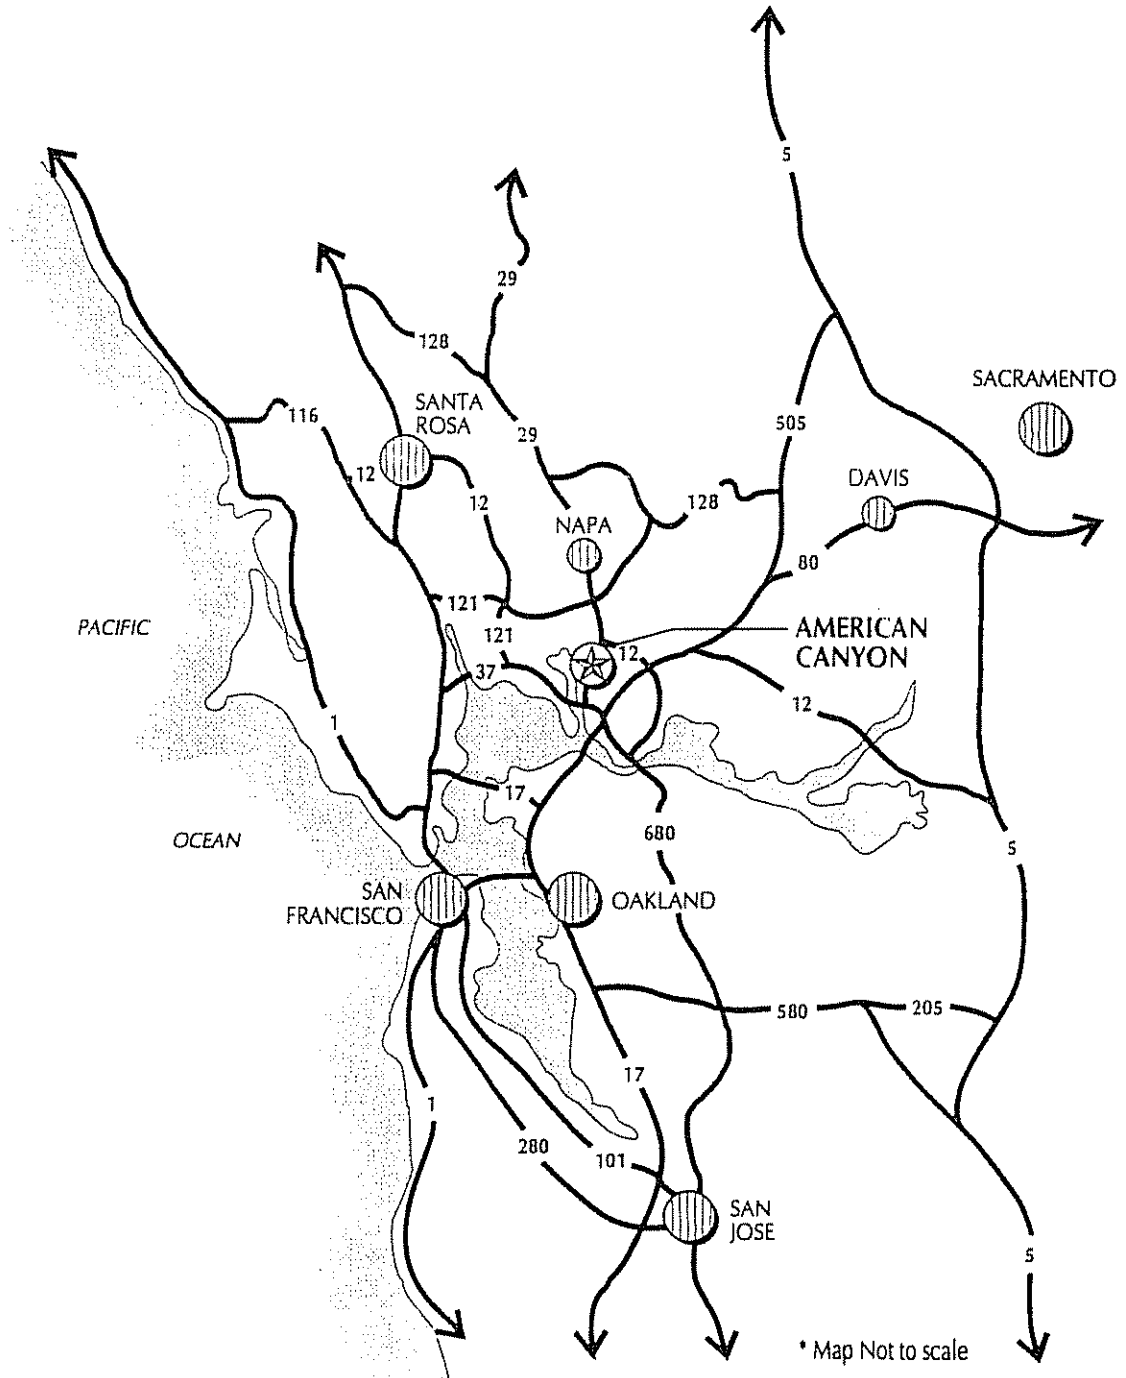 5
29
128
SACRAMENTO
SANTA
ROSA
116
505
29
DAVIS
12
12
128
NAPA
80
121
PACIFIC
121
AMERICAN
CANYON
12
37
12
1
17
680
OCEAN
5
SAN
FRANCISCO
OAKLAND
580
205
17
1
280
101
SAN
JOSE
5
* Map Not to scale